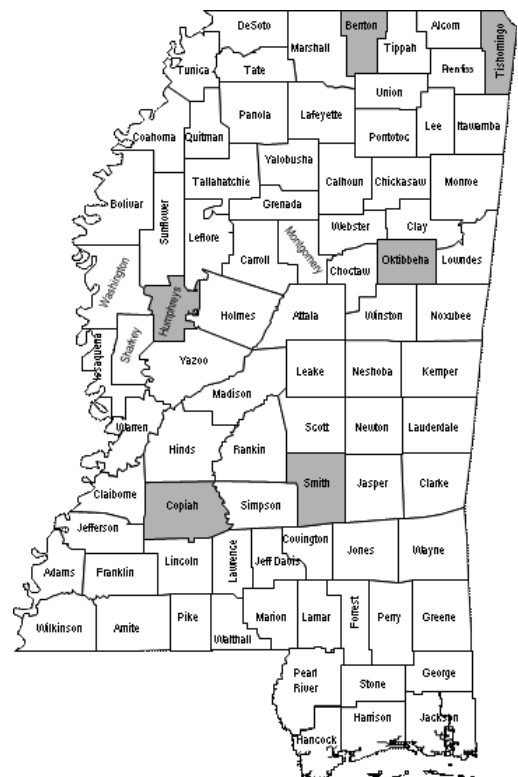 DeSoto
Benton
Alcorn
Tishomingo
Marshall
Tippah
Tunica
Tate
Prentiss
Union
Panola
Lafeyette
Coahoma
Quitman
Pontotoc
Lee
Itawamba
Yalobusha
Tallahatchie
Calhoun
Chickasaw
Monroe
Bolivar
Sunflower
Grenada
Leflore
Webster
Clay
Montgomery
Carroll
Oktibbeha
Lowndes
Choctaw
Washington
Humphreys
Holmes
Attala
Winston
Noxubee
Sharkey
Issaquena
Yazoo
Leake
Neshoba
Kemper
Madison
Warren
Scott
Newton
Lauderdale
Hinds
Rankin
Claiborne
Copiah
Simpson
Smith
Jasper
Clarke
Jefferson
Covington
Lincoln
Lawrence
Jeff Davis
Jones
Wayne
Adams
Franklin
Wilkinson
Amite
Pike
Walthall
Marion
Lamar
Forrest
Perry
Greene
Pearl
River
Stone
George
Harrison
Jackson
Hancock